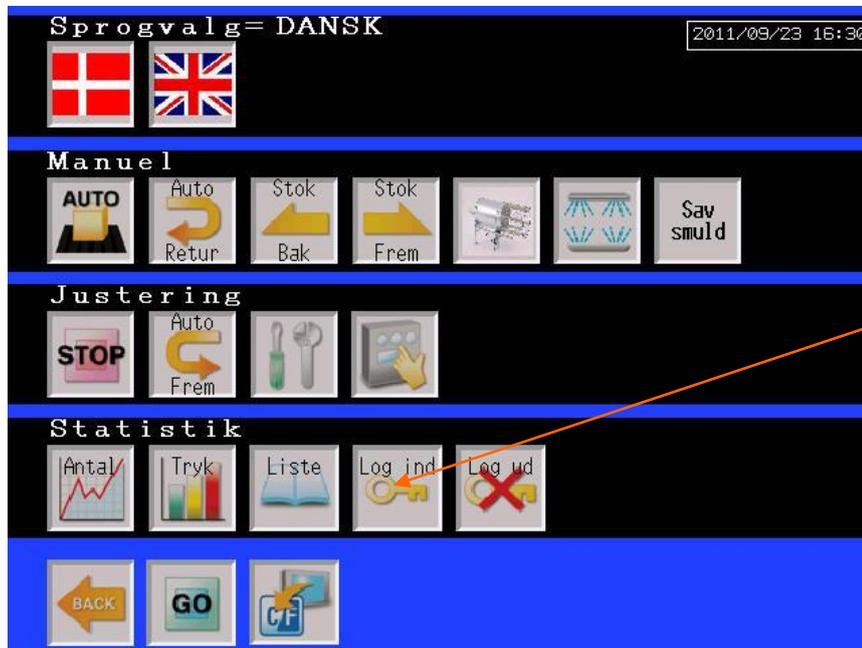 Sprogvalg= DANSK
2011/09/23 16:30
Manuel
AUTO
Auto
Retur
Stok
Bak
Stok
Frem
Sav
smuld
Justering
STOP
Auto
Frem
Statistik
Antal
Tryk
Liste
Log ind
Log ud
BACK
GO
C/F